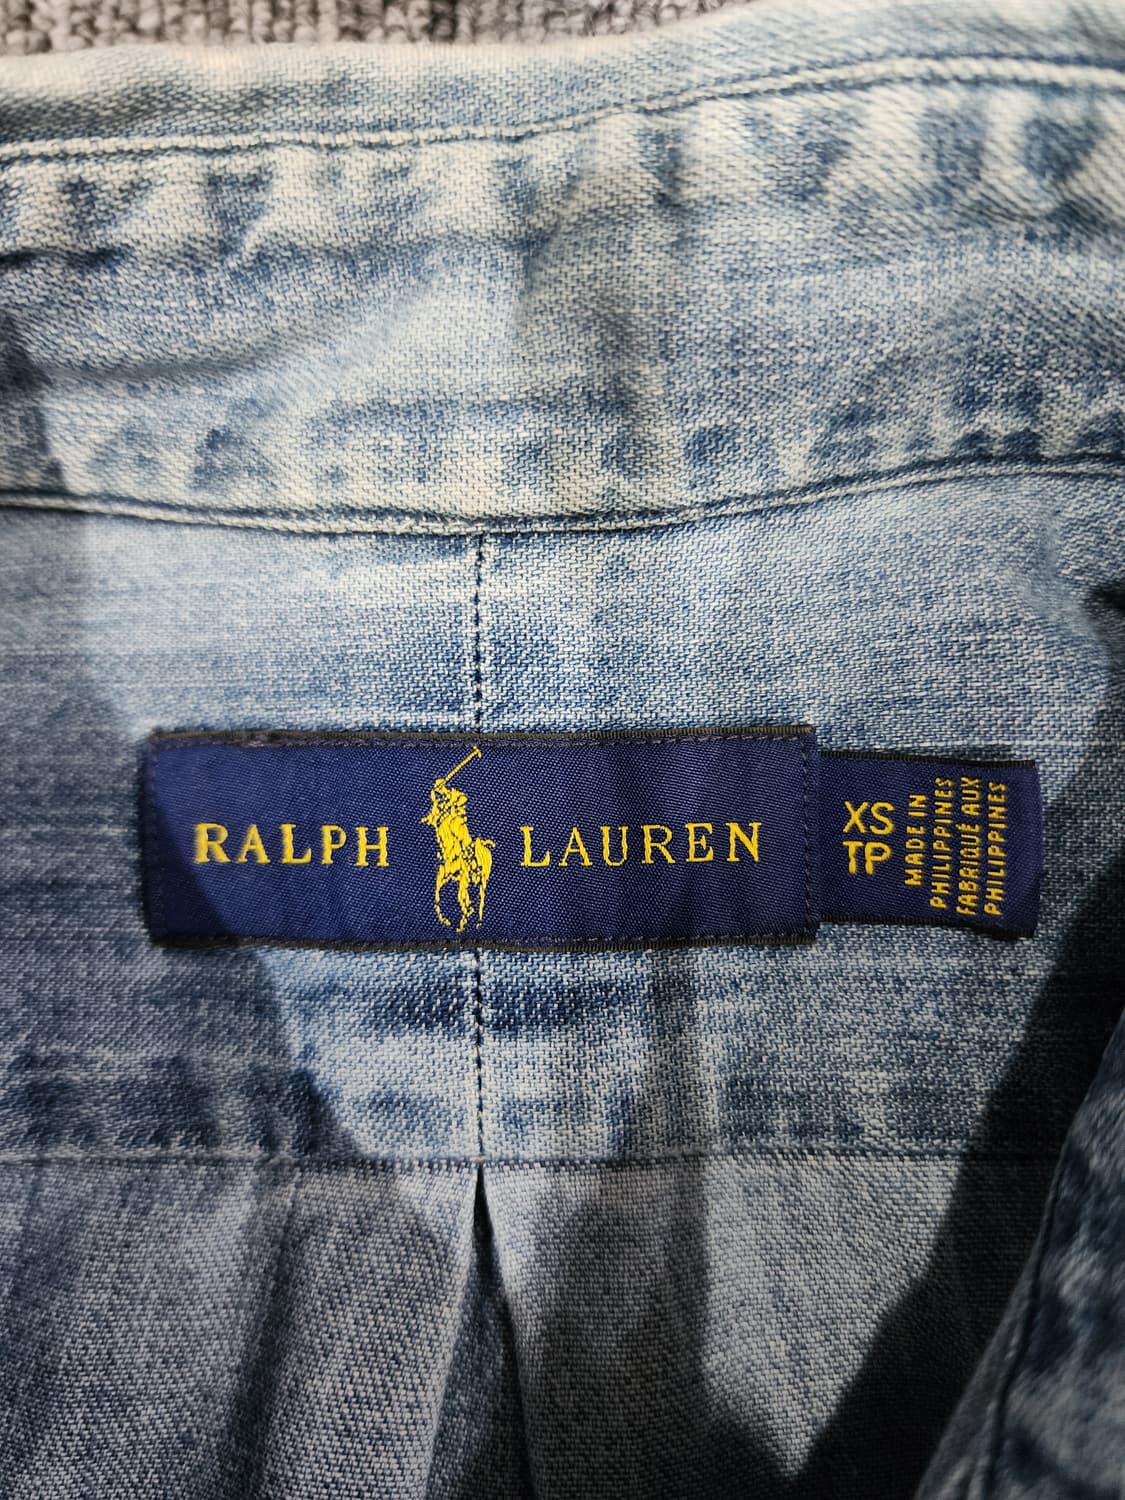 RALPH LAUREN
XS
TP
MADE IN
PHILIPPINES
FABRIQUÉ AUX
PHILIPPINES